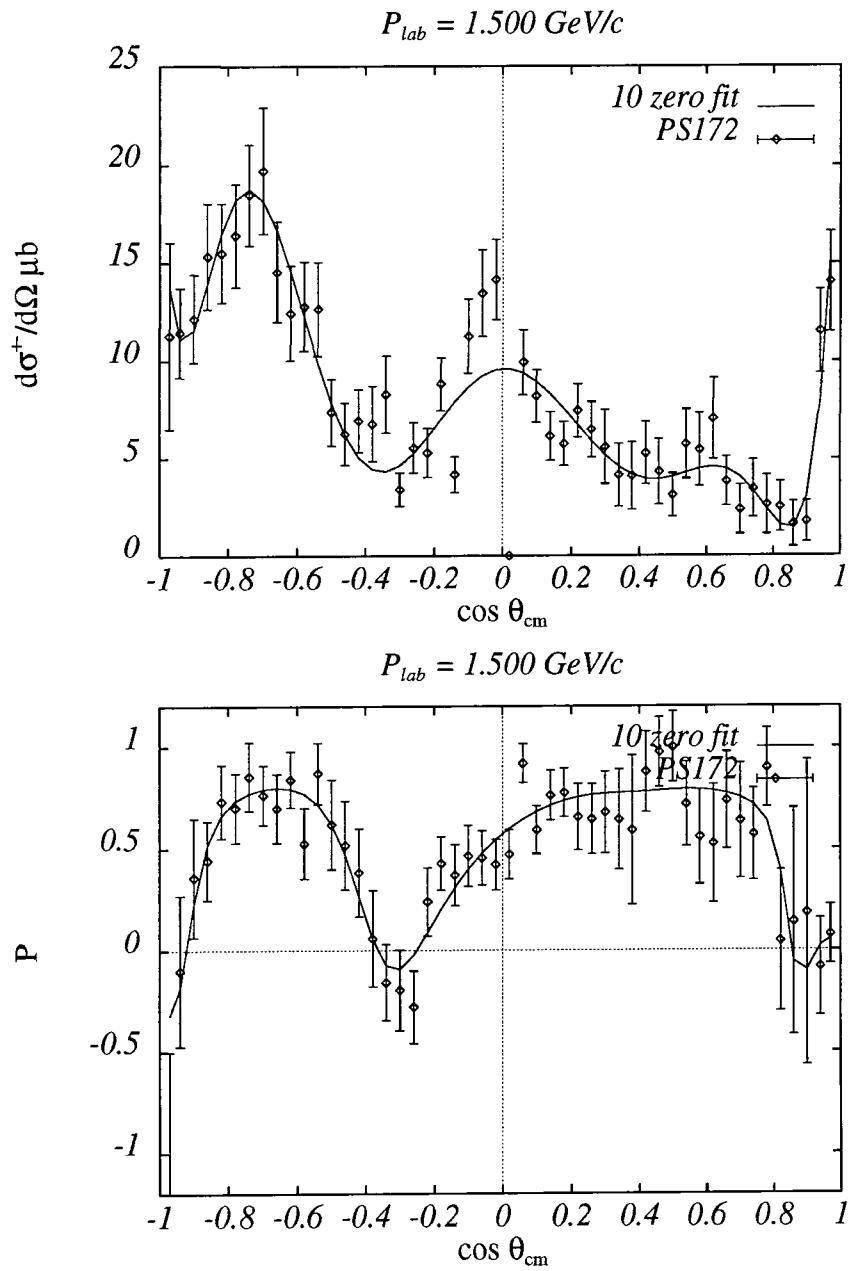 P_lab = 1.500 GeV/c
25
20
15
10
5
0
dσ⁺/dΩ μb
10 zero fit
PS172
-1 -0.8 -0.6 -0.4 -0.2 0 0.2 0.4 0.6 0.8 1
cos θ_cm
P_lab = 1.500 GeV/c
1
0.5
0
-0.5
-1
P
10 zero fit
PS172
-1 -0.8 -0.6 -0.4 -0.2 0 0.2 0.4 0.6 0.8 1
cos θ_cm